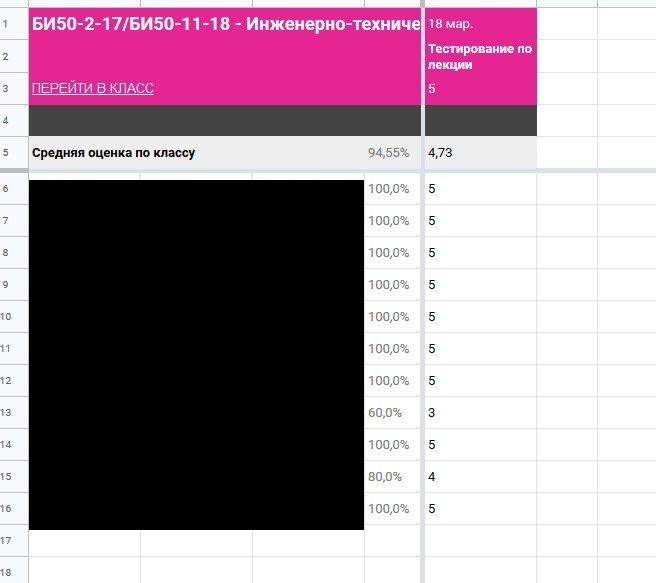 1 БИ50-2-17/БИ50-11-18 - Инженерно-техниче 18 мар.
2 Тестирование по
лекции
3 ПЕРЕЙТИ В КЛАСС 5
4
5 Средняя оценка по классу 94,55% 4,73
6 100,0% 5
7 100,0% 5
8 100,0% 5
9 100,0% 5
10 100,0% 5
11 100,0% 5
12 100,0% 5
13 60,0% 3
14 100,0% 5
15 80,0% 4
16 100,0% 5
17
18